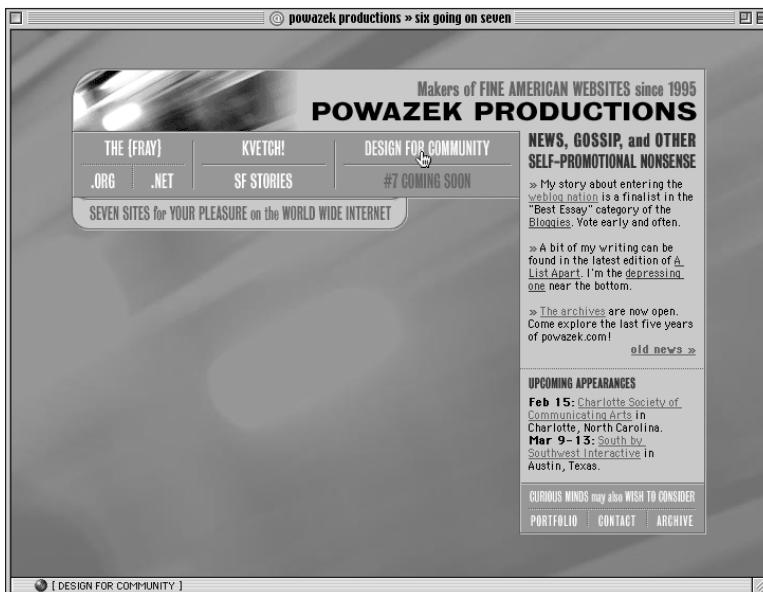 powazek productions » six going on seven
Makers of FINE AMERICAN WEBSITES since 1995
POWAZEK PRODUCTIONS
THE {FRAY}
KVETCH!
DESIGN FOR COMMUNITY
.ORG
.NET
SF STORIES
#7 COMING SOON
SEVEN SITES for YOUR PLEASURE on the WORLD WIDE INTERNET
NEWS, GOSSIP, and OTHER
SELF-PROMOTIONAL NONSENSE
» My story about entering the
weblog nation is a finalist in the
"Best Essay" category of the
Bloggies. Vote early and often.
» A bit of my writing can be
found in the latest edition of A
List Apart. I'm the depressing
one near the bottom.
» The archives are now open.
Come explore the last five years
of powazek.com!
old news »
UPCOMING APPEARANCES
Feb 15: Charlotte Society of
Communicating Arts in
Charlotte, North Carolina.
Mar 9-13: South by
Southwest Interactive in
Austin, Texas.
CURIOUS MINDS may also WISH TO CONSIDER
PORTFOLIO
CONTACT
ARCHIVE
[ DESIGN FOR COMMUNITY ]